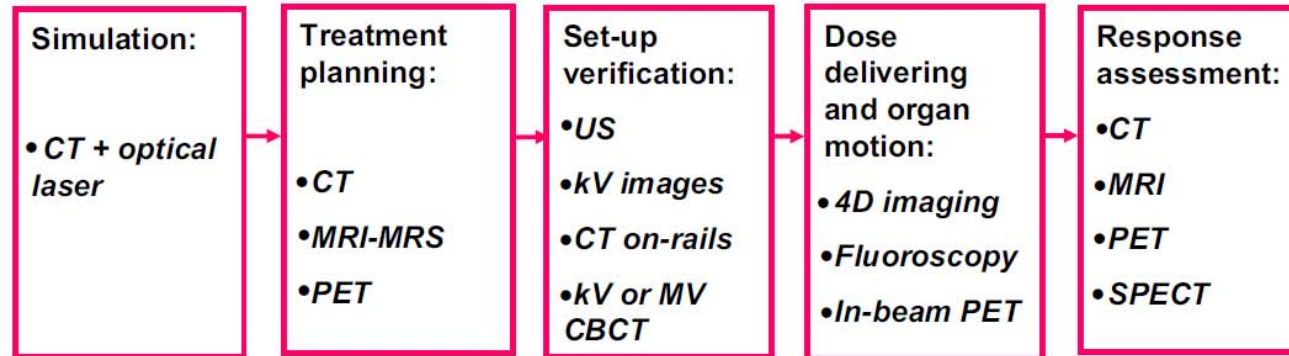 Simulation:
• CT + optical
laser
Treatment
planning:
•CT
•MRI-MRS
•PET
Set-up
verification:
•US
•kV images
•CT on-rails
•kV or MV
CBCT
Dose
delivering
and organ
motion:
•4D imaging
•Fluoroscopy
•In-beam PET
Response
assessment:
•CT
•MRI
•PET
•SPECT